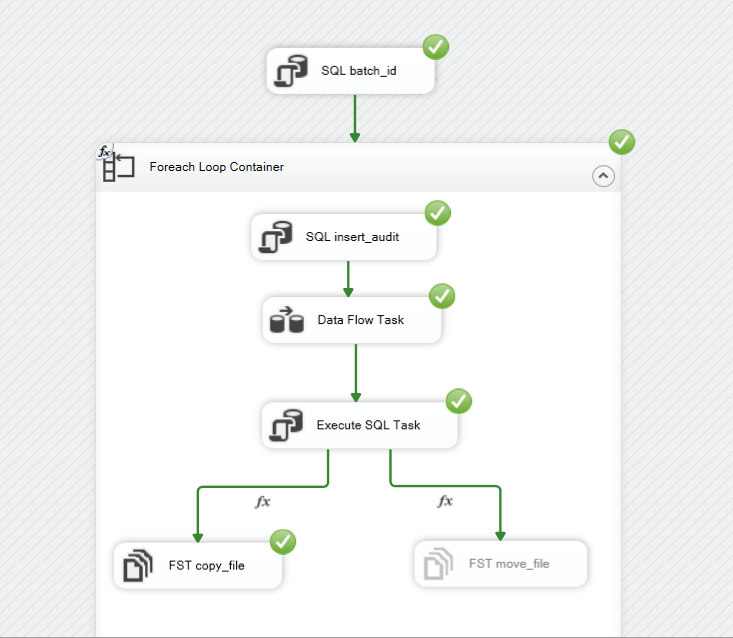 SQL batch_id
fx
Foreach Loop Container
SQL insert_audit
Data Flow Task
Execute SQL Task
fx
fx
FST copy_file
FST move_file